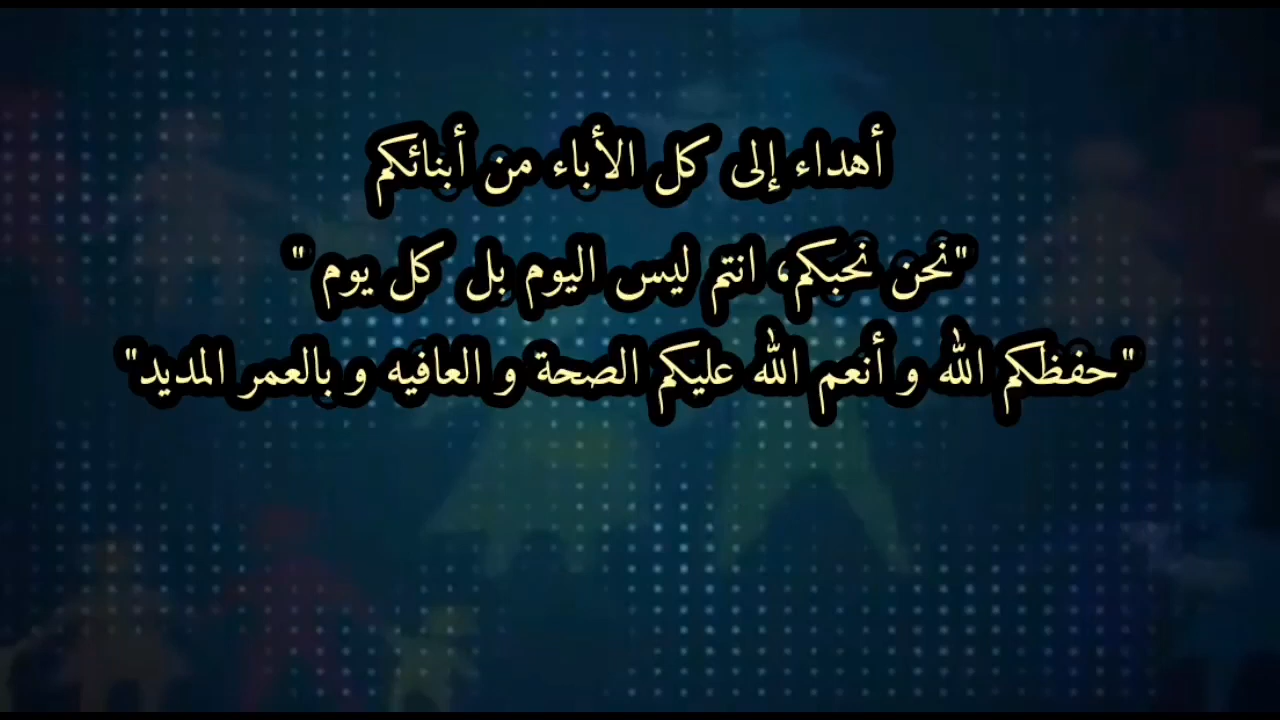 أهداء إلى كل الأباء من أبنائكم
"نحن نحبكم، انتم ليس اليوم بل كل يوم "
"حفظكم الله و أنعم الله عليكم الصحة و العافيه و بالعمر المديد"